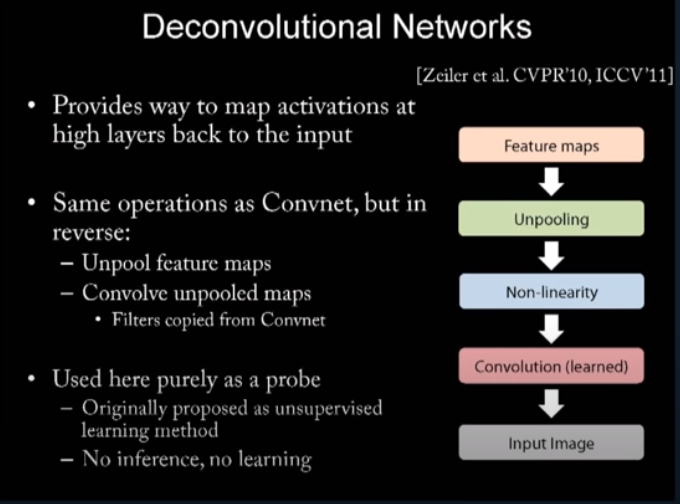 Deconvolutional Networks
[Zeiler et al. CVPR'10, ICCV'11]
• Provides way to map activations at
high layers back to the input
• Same operations as Convnet, but in
reverse:
– Unpool feature maps
– Convolve unpooled maps
• Filters copied from Convnet
• Used here purely as a probe
– Originally proposed as unsupervised
learning method
– No inference, no learning
Feature maps
Unpooling
Non-linearity
Convolution (learned)
Input Image